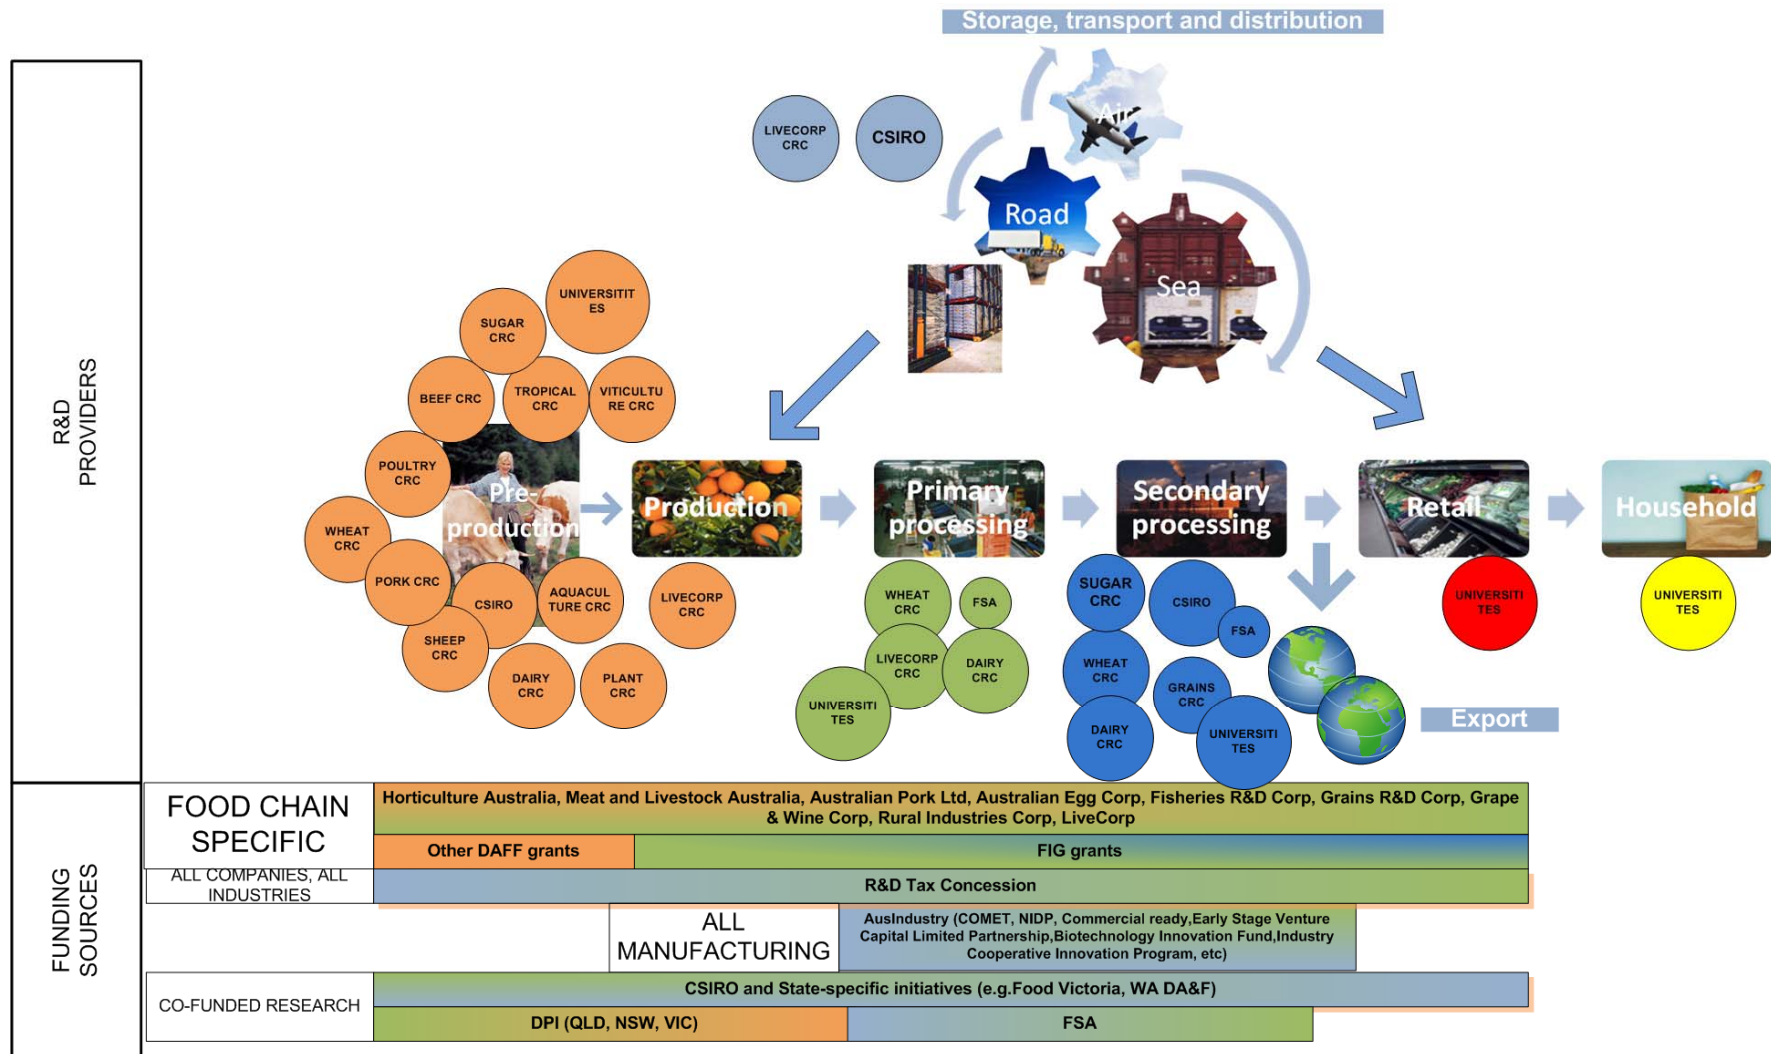 Storage, transport and distribution
Air
LIVECORP
CRC
CSIRO
Road
Sea
R&D
PROVIDERS
UNIVERSITIT
ES
SUGAR
CRC
BEEF CRC
TROPICAL
CRC
VITICULTU
RE CRC
POULTRY
CRC
WHEAT
CRC
PORK CRC
CSIRO
AQUACUL
TURE CRC
LIVECORP
CRC
SHEEP
CRC
DAIRY
CRC
PLANT
CRC
Pre-
production
Production
Primary
processing
Secondary
processing
Retail
Household
WHEAT
CRC
FSA
LIVECORP
CRC
DAIRY
CRC
UNIVERSITI
TES
SUGAR
CRC
CSIRO
FSA
WHEAT
CRC
GRAINS
CRC
DAIRY
CRC
UNIVERSITI
TES
UNIVERSITI
TES
UNIVERSITI
TES
Export
FUNDING
SOURCES
FOOD CHAIN
SPECIFIC
Horticulture Australia, Meat and Livestock Australia, Australian Pork Ltd, Australian Egg Corp, Fisheries R&D Corp, Grains R&D Corp, Grape
& Wine Corp, Rural Industries Corp, LiveCorp
Other DAFF grants
FIG grants
ALL COMPANIES, ALL
INDUSTRIES
R&D Tax Concession
ALL
MANUFACTURING
AusIndustry (COMET, NIDP, Commercial ready,Early Stage Venture
Capital Limited Partnership,Biotechnology Innovation Fund,Industry
Cooperative Innovation Program, etc)
CO-FUNDED RESEARCH
CSIRO and State-specific initiatives (e.g.Food Victoria, WA DA&F)
DPI (QLD, NSW, VIC)
FSA